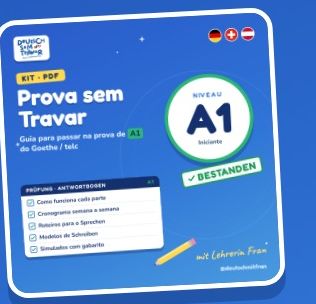 DEUTSCH
SEM
TRAVAR
KIT · PDF
Prova sem
Travar
Guia para passar na prova de A1
do Goethe / telc
NÍVEAU
A1
Iniciante
✓ BESTANDEN
PRÜFUNG · ANTWORTBOGEN A1
Como funciona cada parte
Cronograma semana a semana
Roteiros para o Sprechen
Modelos de Schreiben
Simulados com gabarito
mit Lehrerin Fran
@deutschmitfran